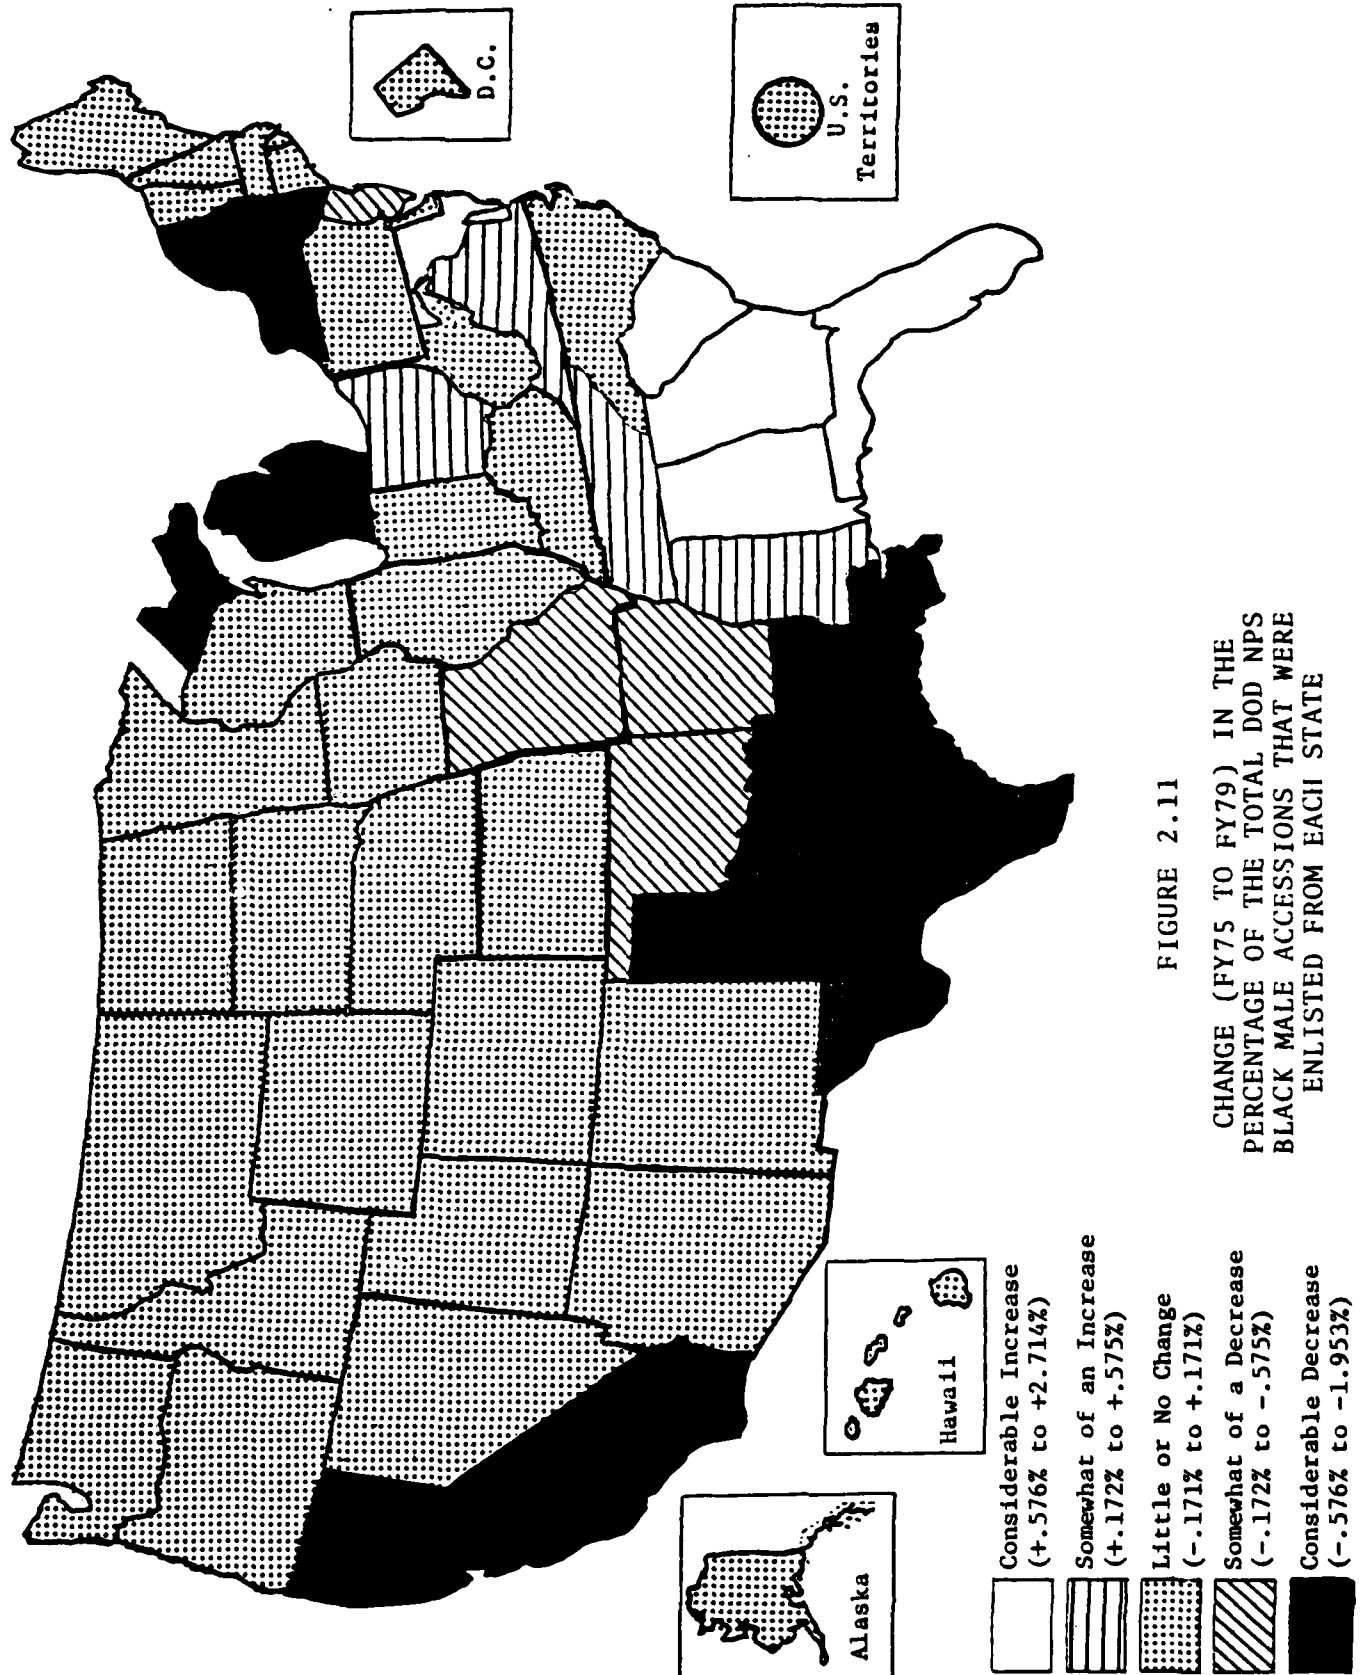 D.C.
U.S.
Territories
Alaska
Hawaii
Considerable Increase
(+.576% to +2.714%)
Somewhat of an Increase
(+.172% to +.575%)
Little or No Change
(-.171% to +.171%)
Somewhat of a Decrease
(-.172% to -.575%)
Considerable Decrease
(-.576% to -1.953%)
FIGURE 2.11
CHANGE (FY75 TO FY79) IN THE
PERCENTAGE OF THE TOTAL DOD NPS
BLACK MALE ACCESSIONS THAT WERE
ENLISTED FROM EACH STATE